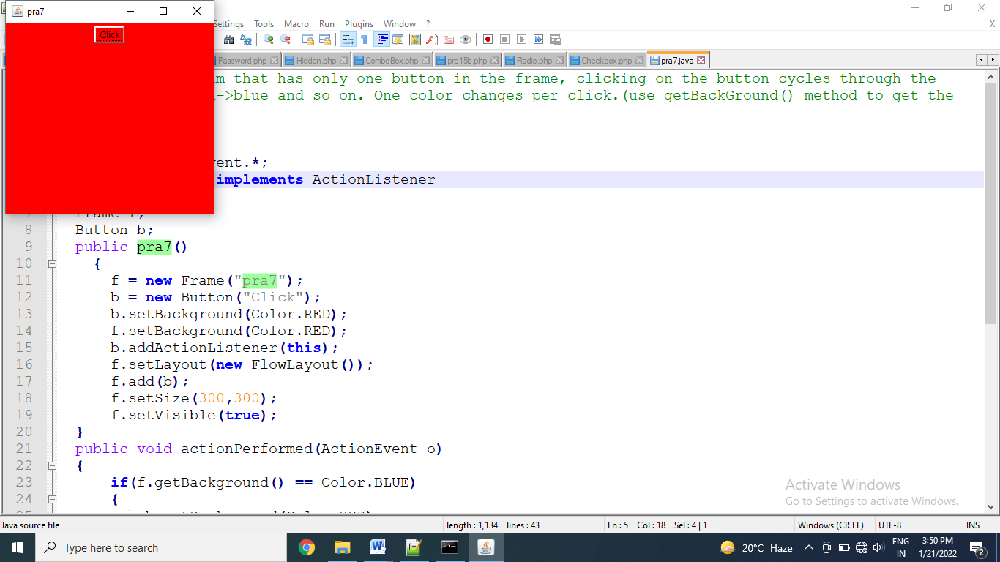 pra7
Click
Settings Tools Macro Run Plugins Window ? X
Password.php Hidden.php ComboBox.php pra15b.php Radio.php Checkbox.php pra7.java
that has only one button in the frame, clicking on the button cycles through the
->blue and so on. One color changes per click.(use getBackGround() method to get the
.*;
implements ActionListener
7 Frame f;
8 Button b;
9 public pra7()
10 {
11 f = new Frame("pra7");
12 b = new Button("Click");
13 b.setBackground(Color.RED);
14 f.setBackground(Color.RED);
15 b.addActionListener(this);
16 f.setLayout(new FlowLayout());
17 f.add(b);
18 f.setSize(300,300);
19 f.setVisible(true);
20 }
21 public void actionPerformed(ActionEvent o)
22 {
23 if(f.getBackground() == Color.BLUE)
24 {
Activate Windows
Go to Settings to activate Windows.
Java source file length : 1,134 lines : 43 Ln : 5 Col : 18 Sel : 4 | 1 Windows (CR LF) UTF-8 INS
Type here to search
20°C Haze
ENG
IN
3:50 PM
1/21/2022
2